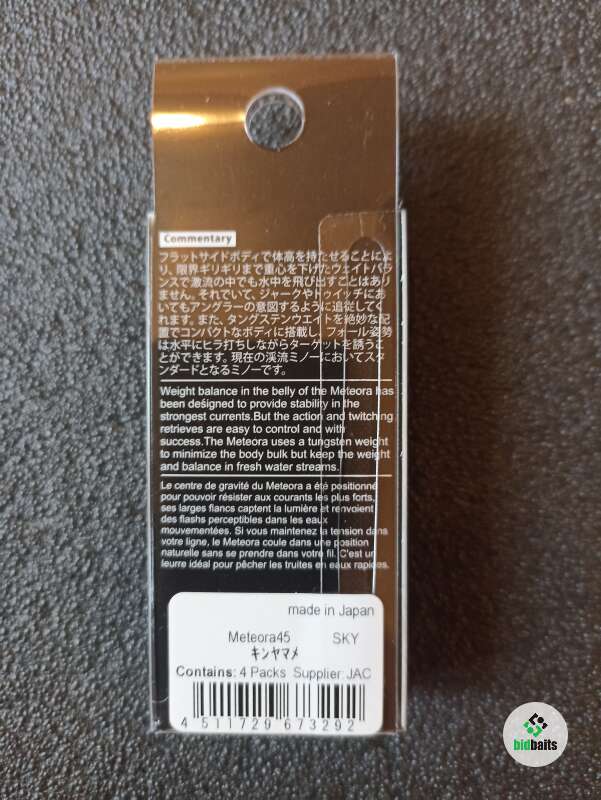 Commentary
フラットサイドボディで体高を持たせることによ
り、限界ギリギリまで重心を下げたウェイトバラ
ンスで激流の中でも水中を飛び出すことはあり
ません。それでいて、ジャークやトゥイッチにお
いてもアングラーの意図するように追従してく
れます。また、タングステンウエイトを絶妙な配
置でコンパクトなボディに搭載し、フォール姿勢
は水平にヒラ打ちしながらターゲットを誘うこ
とができます。現在の渓流ミノーにおいてスタ
ンダードとなるミノーです。
Weight balance in the belly of the Meteora has
been designed to provide stability in the
strongest currents.But the action and twitching
retrieves are easy to control and with
success.The Meteora uses a tungsten weight
to minimize the body bulk but keep the weight
and balance in fresh water streams.
Le centre de gravité du Meteora a été positionné
pour pouvoir résister aux courants les plus forts,
ses larges flancs captent la lumière et renvoient
des flashs perceptibles dans les eaux
mouvementées. Si vous maintenez la tension dans
votre ligne, le Meteora coule dans une position
naturelle sans se prendre dans votre fil. C'est un
leurre idéal pour pêcher les truites en eaux rapides.
made in Japan
Meteora45 SKY
キンヤマメ
Contains: 4 Packs Supplier: JAC
4 511729 673292
bidbaits